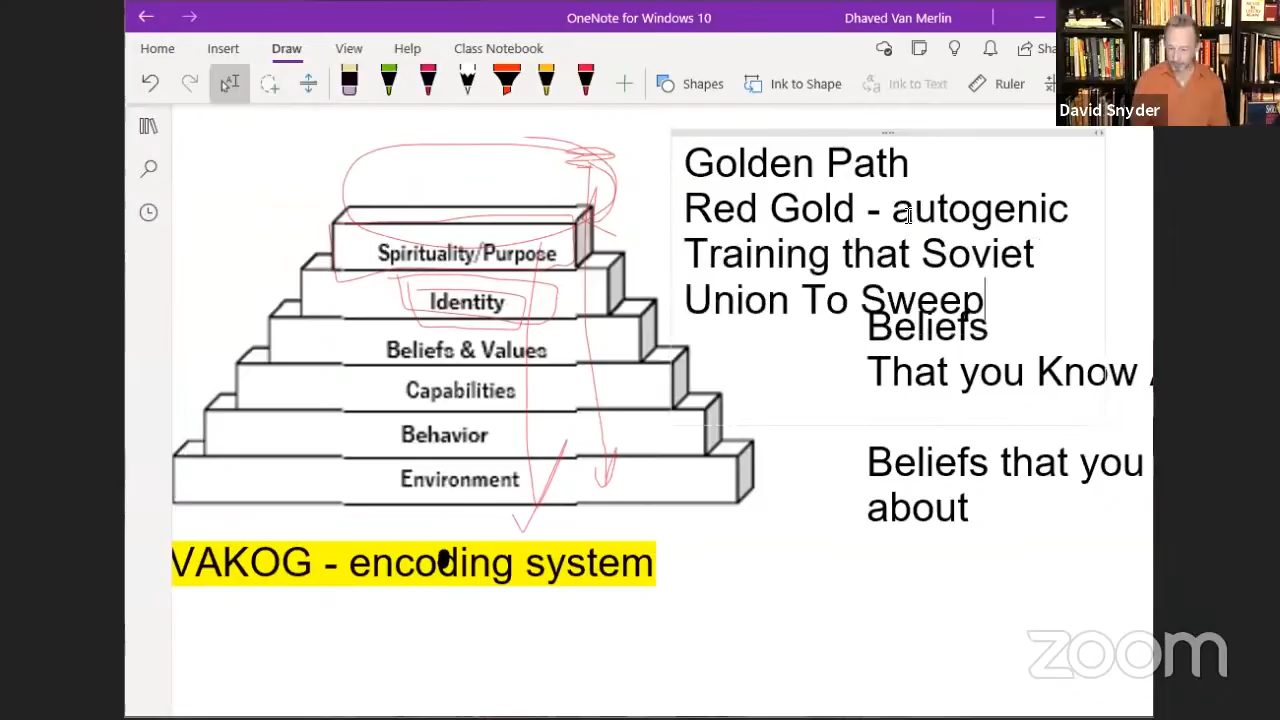 OneNote for Windows 10
Dhaved Van Merlin
Home
Insert
Draw
View
Help
Class Notebook
Shapes
Ink to Shape
Ink to Text
Ruler
David Snyder
Golden Path
Red Gold - autogenic
Training that Soviet
Union To Sweep
Beliefs
That you Know
Beliefs that you
about
Spirituality/Purpose
Identity
Beliefs & Values
Capabilities
Behavior
Environment
VAKOG - encoding system
zoom